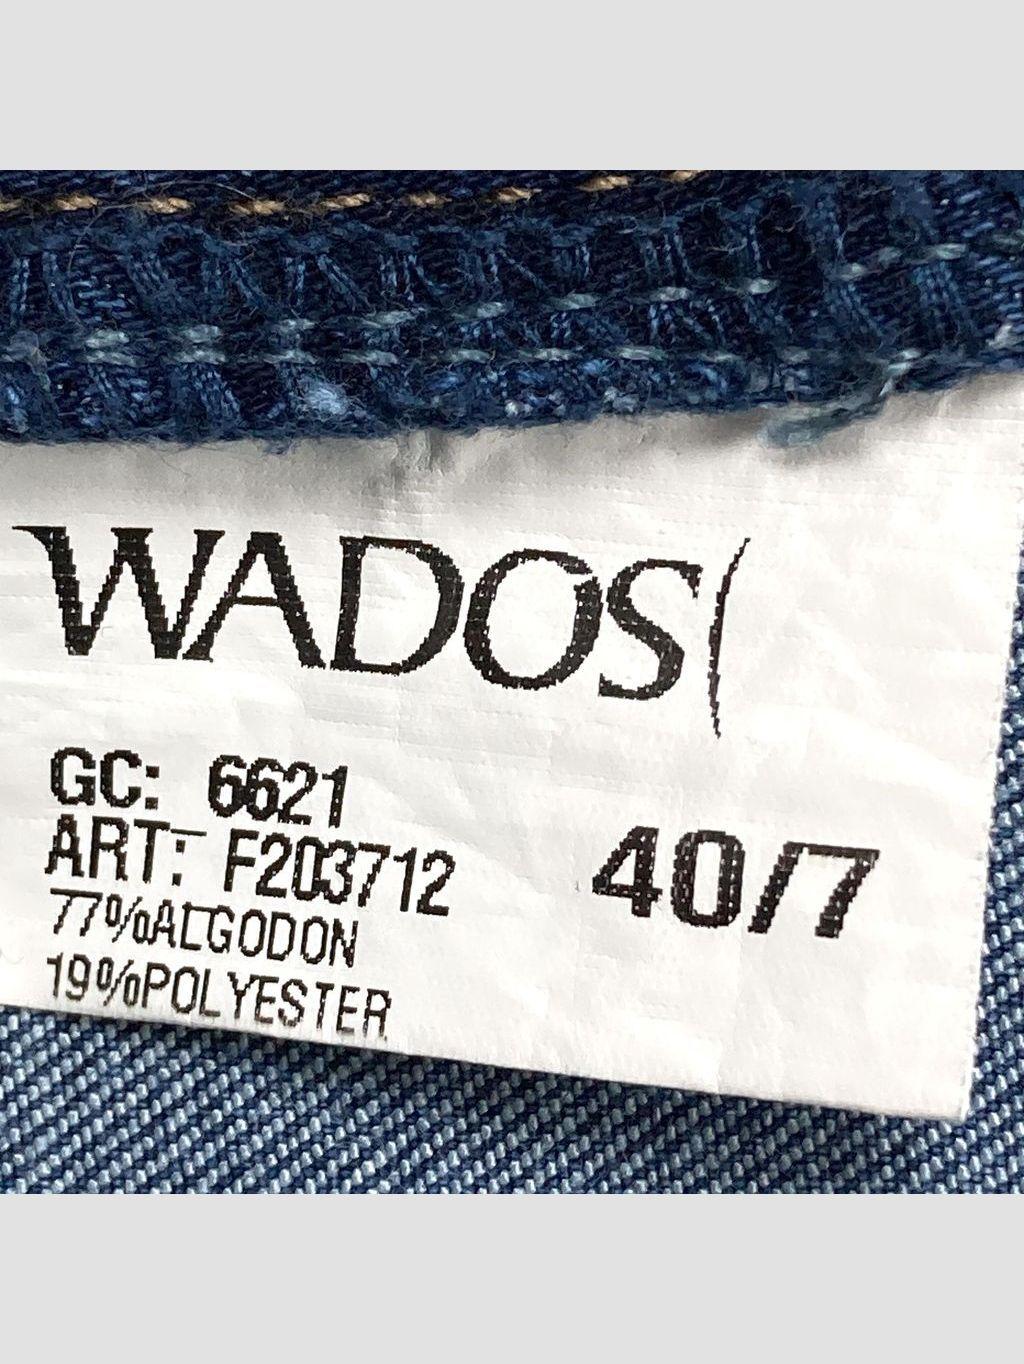 WADOS(
GC: 6621
ART: F203712
40/7
77%ALGODON
19%POLYESTER